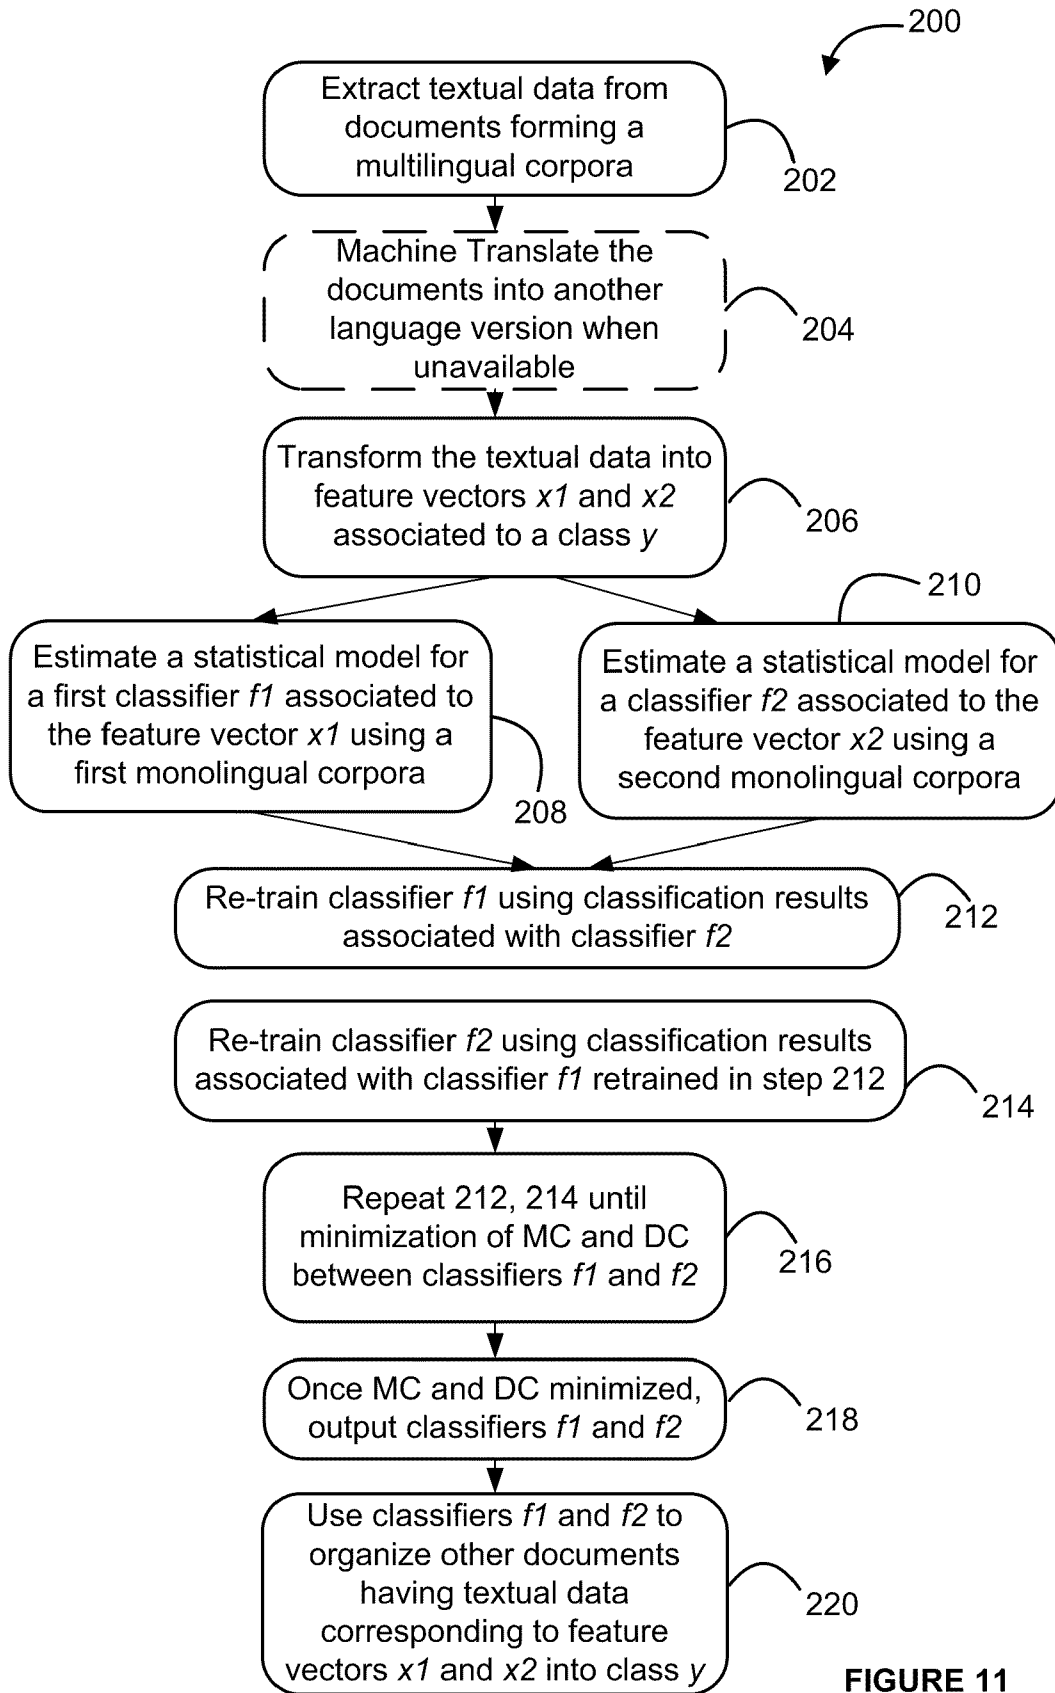 200
Extract textual data from
documents forming a
multilingual corpora
202
Machine Translate the
documents into another
language version when
unavailable
204
Transform the textual data into
feature vectors x1 and x2
associated to a class y
206
210
Estimate a statistical model for
a first classifier f1 associated to
the feature vector x1 using a
first monolingual corpora
208
Estimate a statistical model for
a classifier f2 associated to the
feature vector x2 using a
second monolingual corpora
Re-train classifier f1 using classification results
associated with classifier f2
212
Re-train classifier f2 using classification results
associated with classifier f1 retrained in step 212
214
Repeat 212, 214 until
minimization of MC and DC
between classifiers f1 and f2
216
Once MC and DC minimized,
output classifiers f1 and f2
218
Use classifiers f1 and f2 to
organize other documents
having textual data
corresponding to feature
vectors x1 and x2 into class y
220
FIGURE 11